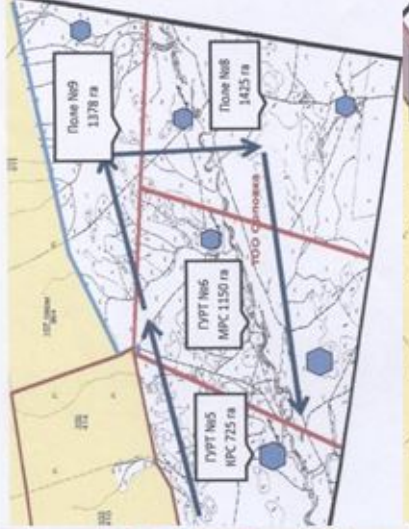 Поле №9
1378 га
Поле №8
1425 га
ГУРТ №6
МРС 1150 га
ГУРТ №5
КРС 725 га
ТОО